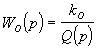 W_O(p) = k_O / Q(p)